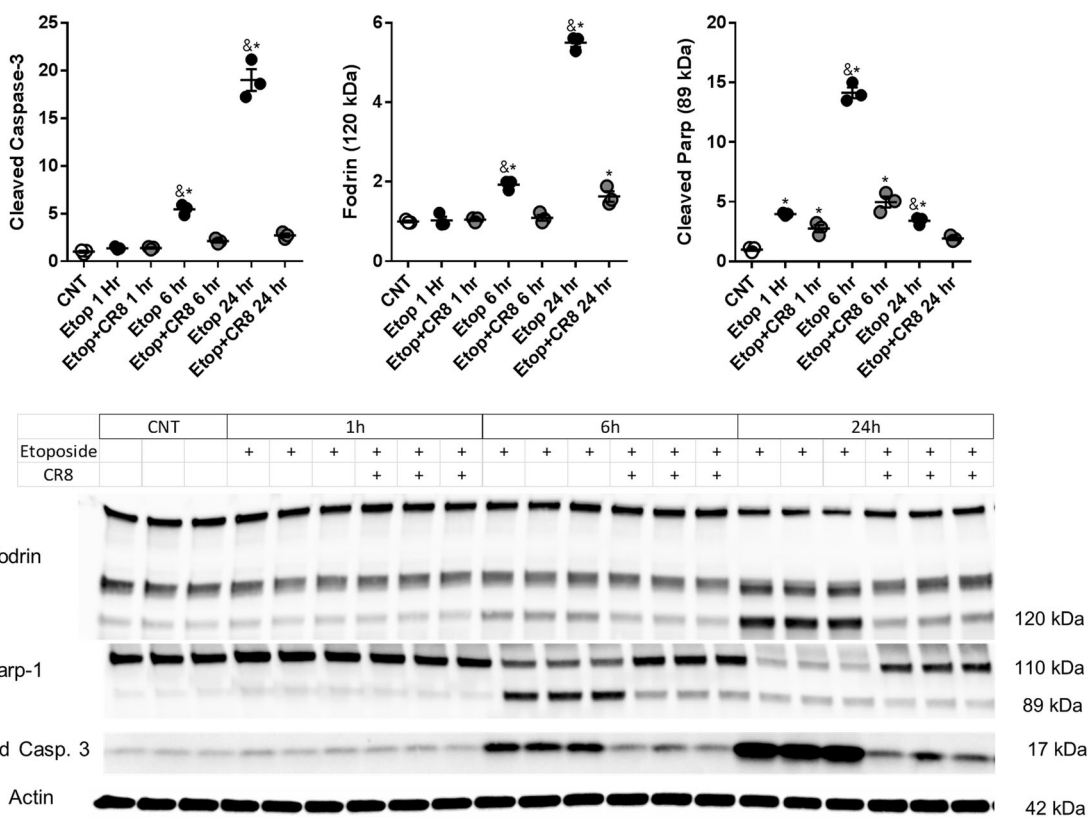 Cleaved Caspase-3
25
20
15
10
5
0
&*
&*
CNT
Etop 1 Hr
Etop+CR8 1 hr
Etop 6 hr
Etop+CR8 6 hr
Etop 24 hr
Etop+CR8 24 hr
Fodrin (120 kDa)
6
4
2
0
&*
&*
*
CNT
Etop 1 Hr
Etop+CR8 1 hr
Etop 6 hr
Etop+CR8 6 hr
Etop 24 hr
Etop+CR8 24 hr
Cleaved Parp (89 kDa)
20
15
10
5
0
*
*
&*
*
&*
CNT
Etop 1 Hr
Etop+CR8 1 hr
Etop 6 hr
Etop+CR8 6 hr
Etop 24 hr
Etop+CR8 24 hr
CNT 1h 6h 24h
Etoposide + + + + + + + + + + + + + + + + + +
CR8 + + + + + + + + +
odrin
120 kDa
arp-1
110 kDa
89 kDa
d Casp. 3 17 kDa
Actin 42 kDa